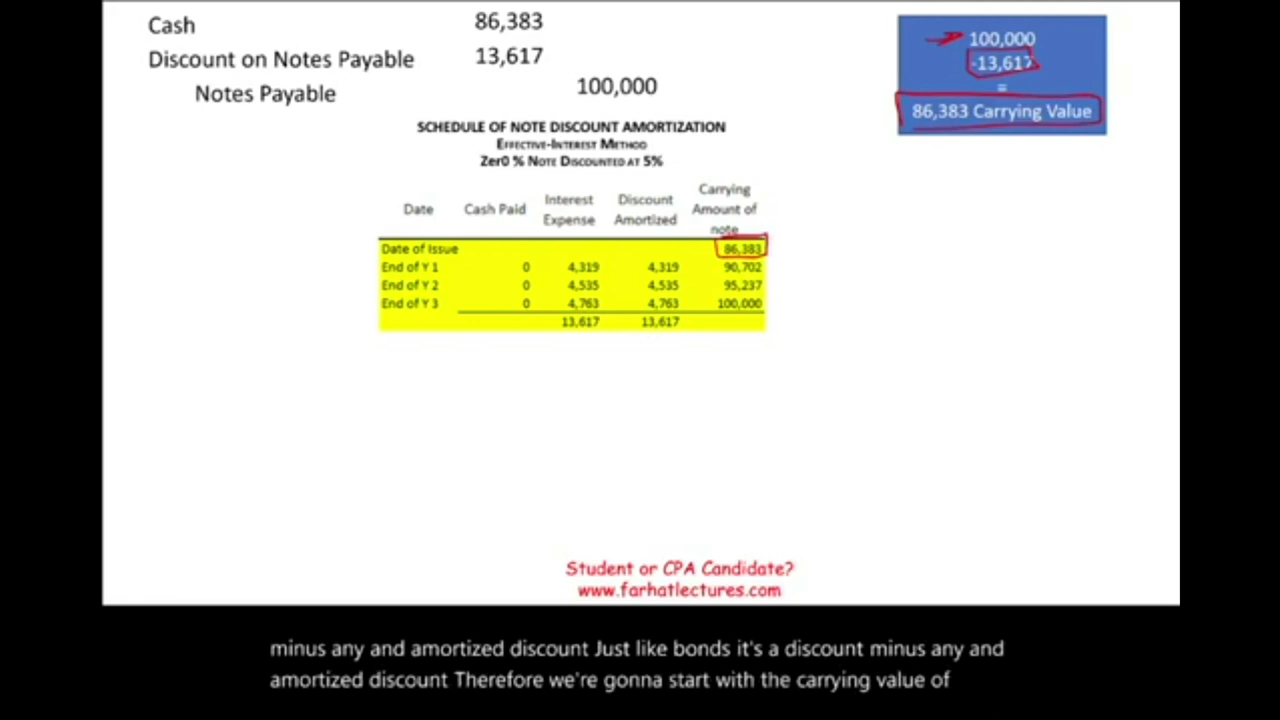 Cash 86,383
Discount on Notes Payable 13,617
Notes Payable 100,000
100,000
-13,617
=
86,383 Carrying Value
SCHEDULE OF NOTE DISCOUNT AMORTIZATION
EFFECTIVE-INTEREST METHOD
Zer0 % NOTE DISCOUNTED AT 5%
Date Cash Paid Interest Expense Discount Amortized Carrying Amount of note
Date of Issue 86,383
End of Y 1 0 4,319 4,319 90,702
End of Y 2 0 4,535 4,535 95,237
End of Y 3 0 4,763 4,763 100,000
13,617 13,617
Student or CPA Candidate?
www.farhatlectures.com
minus any and amortized discount Just like bonds it's a discount minus any and
amortized discount Therefore we're gonna start with the carrying value of